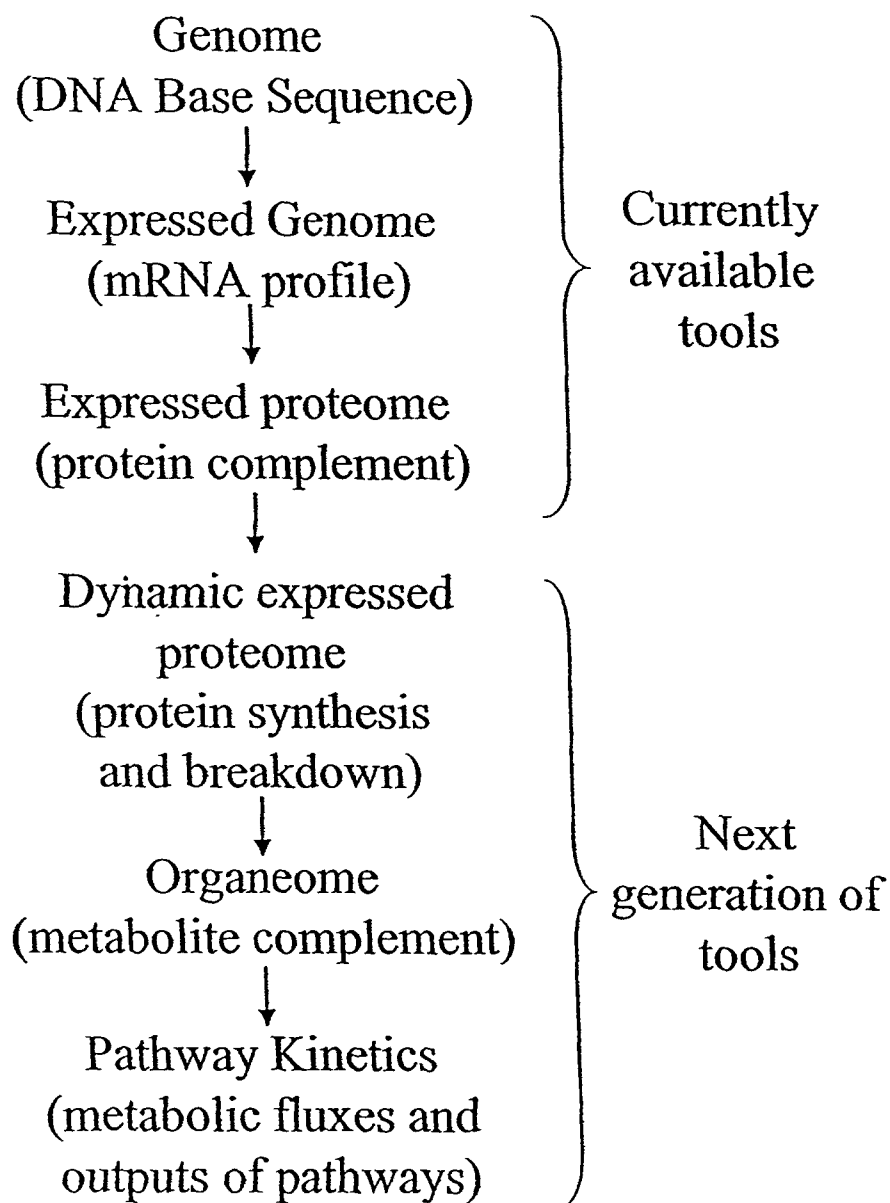 Genome
(DNA Base Sequence)
Expressed Genome
(mRNA profile)
Expressed proteome
(protein complement)
Currently
available
tools
Dynamic expressed
proteome
(protein synthesis
and breakdown)
Organeome
(metabolite complement)
Pathway Kinetics
(metabolic fluxes and
outputs of pathways)
Next
generation of
tools